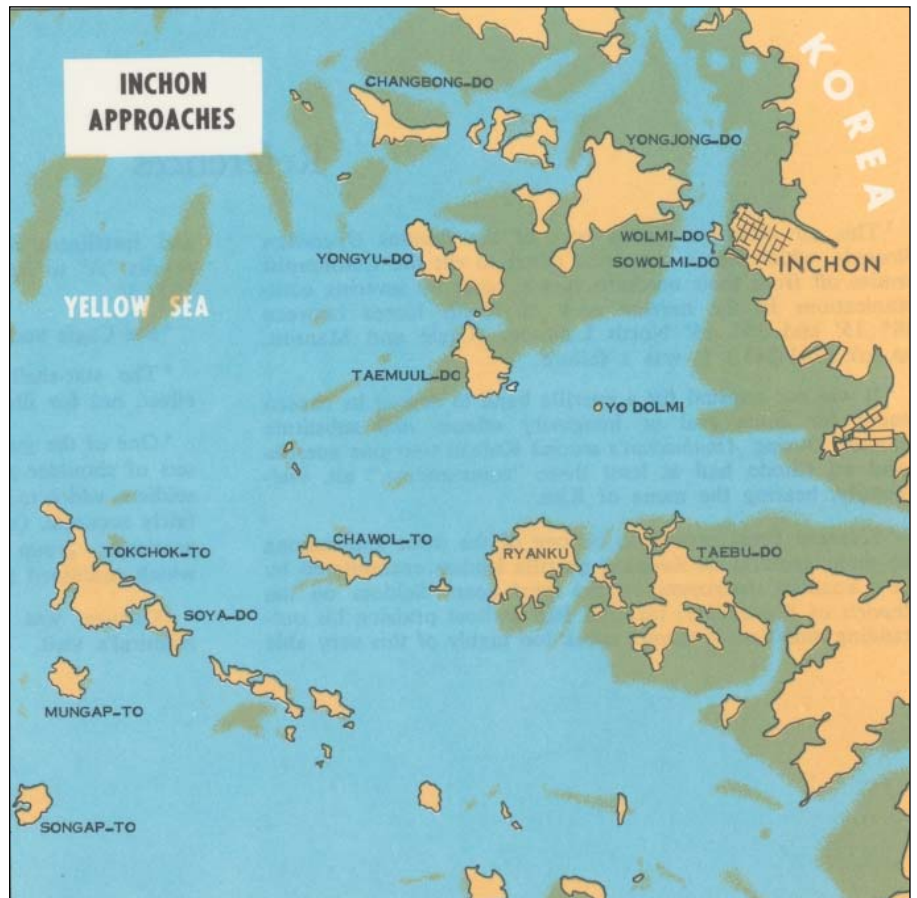 INCHON
APPROACHES
KOREA
CHANGBONG-DO
YONGJONG-DO
WOLMI-DO
SOWOLMI-DO
INCHON
YONGYU-DO
YELLOW SEA
TAEMUUL-DO
YO DOLMI
TOKCHOK-TO
CHAWOL-TO
RYANKU
TAEBU-DO
SOYA-DO
MUNGAP-TO
SONGAP-TO